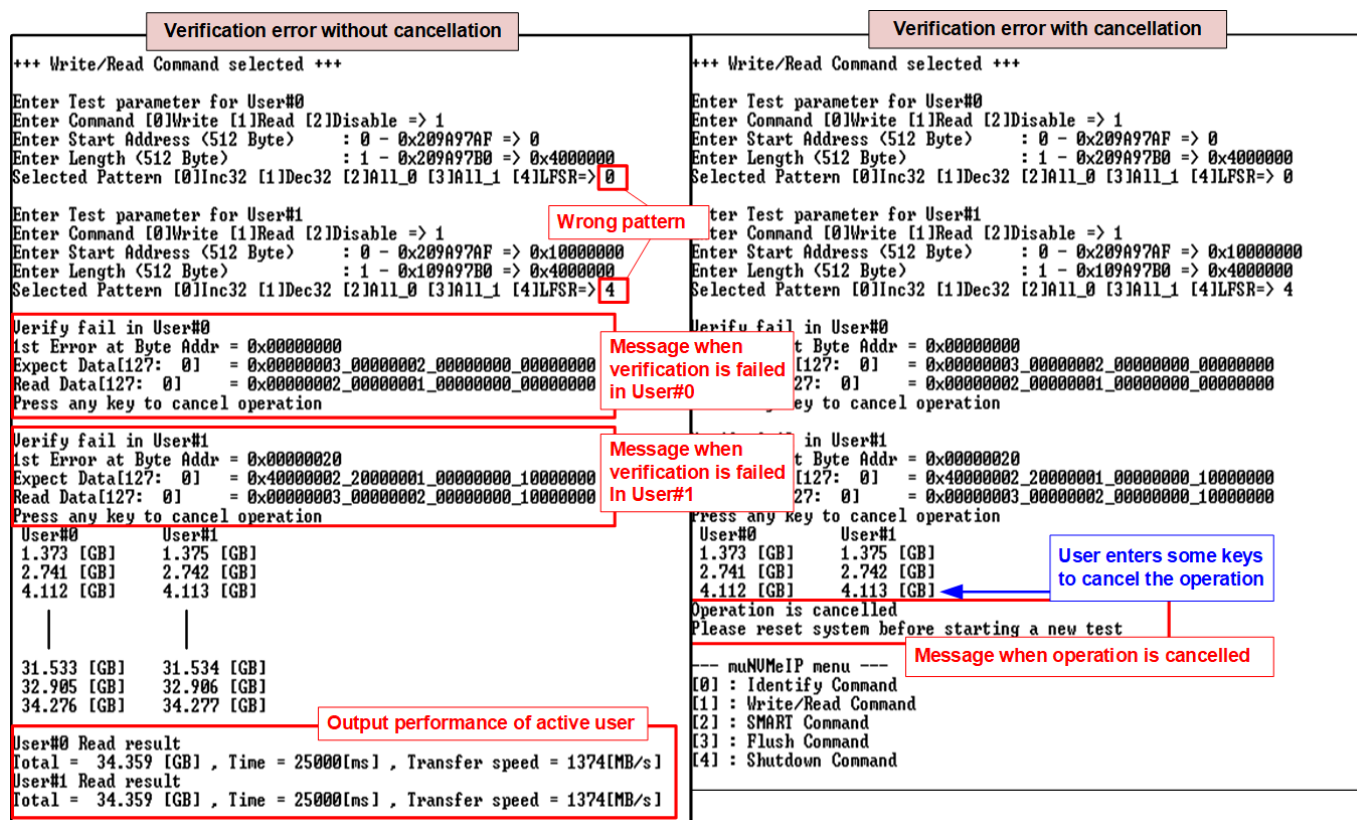 Verification error without cancellation
+++ Write/Read Command selected +++
Enter Test parameter for User#0
Enter Command [0]Write [1]Read [2]Disable => 1
Enter Start Address (512 Byte) : 0 - 0x209A97AF => 0
Enter Length (512 Byte) : 1 - 0x209A97B0 => 0x4000000
Selected Pattern [0]Inc32 [1]Dec32 [2]All_0 [3]All_1 [4]LFSR=> 0
Wrong pattern
Enter Test parameter for User#1
Enter Command [0]Write [1]Read [2]Disable => 1
Enter Start Address (512 Byte) : 0 - 0x209A97AF => 0x10000000
Enter Length (512 Byte) : 1 - 0x109A97B0 => 0x4000000
Selected Pattern [0]Inc32 [1]Dec32 [2]All_0 [3]All_1 [4]LFSR=> 4
Verify fail in User#0
1st Error at Byte Addr = 0x00000000
Expect Data[127: 0] = 0x00000003_00000002_00000000_00000000
Read Data[127: 0] = 0x00000002_00000001_00000000_00000000
Press any key to cancel operation
Message when
verification is failed
in User#0
Verify fail in User#1
1st Error at Byte Addr = 0x00000020
Expect Data[127: 0] = 0x40000002_20000001_00000000_10000000
Read Data[127: 0] = 0x00000003_00000002_00000000_10000000
Press any key to cancel operation
Message when
verification is failed
In User#1
User#0 User#1
1.373 [GB] 1.375 [GB]
2.741 [GB] 2.742 [GB]
4.112 [GB] 4.113 [GB]
31.533 [GB] 31.534 [GB]
32.905 [GB] 32.906 [GB]
34.276 [GB] 34.277 [GB]
Output performance of active user
User#0 Read result
Total = 34.359 [GB] , Time = 25000[ms] , Transfer speed = 1374[MB/s]
User#1 Read result
Total = 34.359 [GB] , Time = 25000[ms] , Transfer speed = 1374[MB/s]
Verification error with cancellation
+++ Write/Read Command selected +++
Enter Test parameter for User#0
Enter Command [0]Write [1]Read [2]Disable => 1
Enter Start Address (512 Byte) : 0 - 0x209A97AF => 0
Enter Length (512 Byte) : 1 - 0x209A97B0 => 0x4000000
Selected Pattern [0]Inc32 [1]Dec32 [2]All_0 [3]All_1 [4]LFSR=> 0
ter Test parameter for User#1
Enter Command [0]Write [1]Read [2]Disable => 1
Enter Start Address (512 Byte) : 0 - 0x209A97AF => 0x10000000
Enter Length (512 Byte) : 1 - 0x109A97B0 => 0x4000000
Selected Pattern [0]Inc32 [1]Dec32 [2]All_0 [3]All_1 [4]LFSR=> 4
Verify fail in User#0
t Byte Addr = 0x00000000
[127: 0] = 0x00000003_00000002_00000000_00000000
27: 0] = 0x00000002_00000001_00000000_00000000
ey to cancel operation
in User#1
t Byte Addr = 0x00000020
[127: 0] = 0x40000002_20000001_00000000_10000000
27: 0] = 0x00000003_00000002_00000000_10000000
Press any key to cancel operation
User#0 User#1
1.373 [GB] 1.375 [GB]
2.741 [GB] 2.742 [GB]
4.112 [GB] 4.113 [GB]
User enters some keys
to cancel the operation
Operation is cancelled
Please reset system before starting a new test
Message when operation is cancelled
--- muNVMeIP menu ---
[0] : Identify Command
[1] : Write/Read Command
[2] : SMART Command
[3] : Flush Command
[4] : Shutdown Command